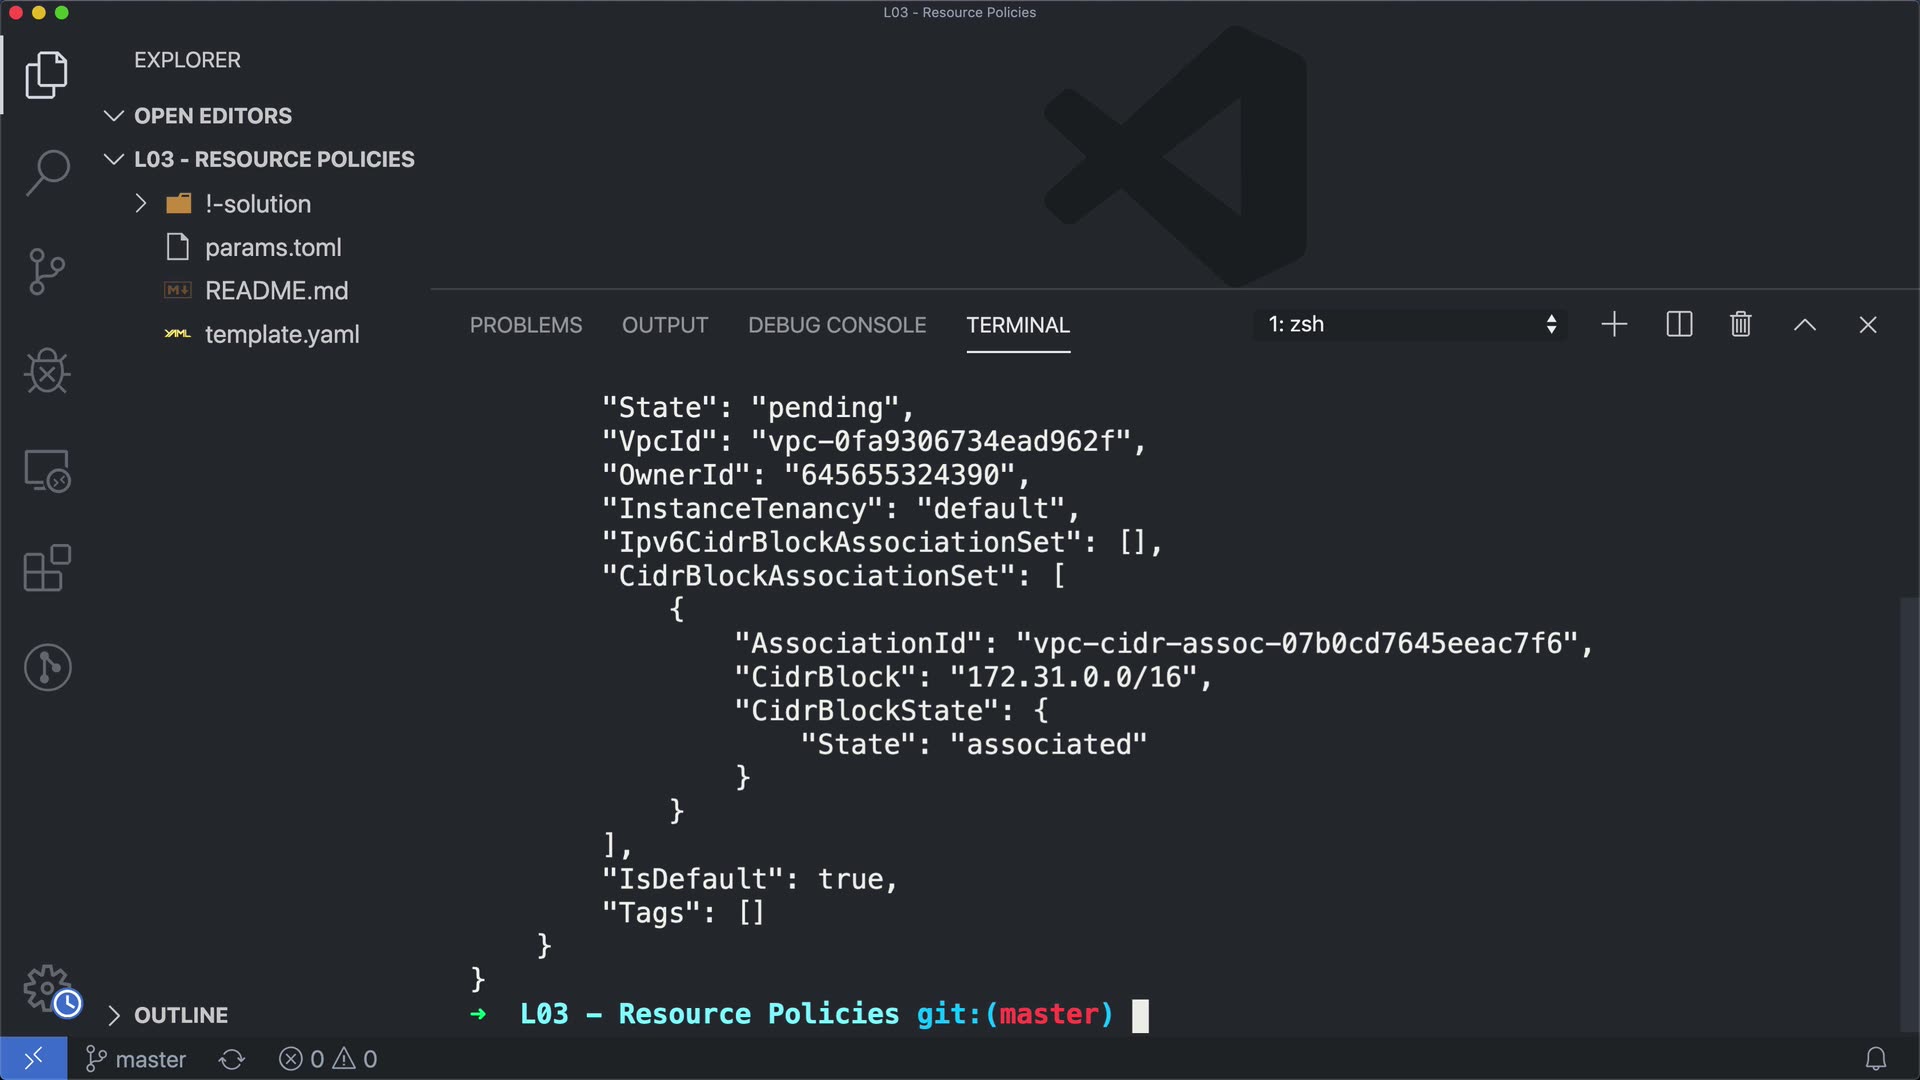 L03 - Resource Policies
EXPLORER
OPEN EDITORS
L03 - RESOURCE POLICIES
!-solution
params.toml
README.md
template.yaml
PROBLEMS OUTPUT DEBUG CONSOLE TERMINAL 1: zsh
"State": "pending",
"VpcId": "vpc-0fa9306734ead962f",
"OwnerId": "645655324390",
"InstanceTenancy": "default",
"Ipv6CidrBlockAssociationSet": [],
"CidrBlockAssociationSet": [
{
"AssociationId": "vpc-cidr-assoc-07b0cd7645eeac7f6",
"CidrBlock": "172.31.0.0/16",
"CidrBlockState": {
"State": "associated"
}
}
],
"IsDefault": true,
"Tags": []
}
}
➜ L03 - Resource Policies git:(master)
OUTLINE
master 0 0